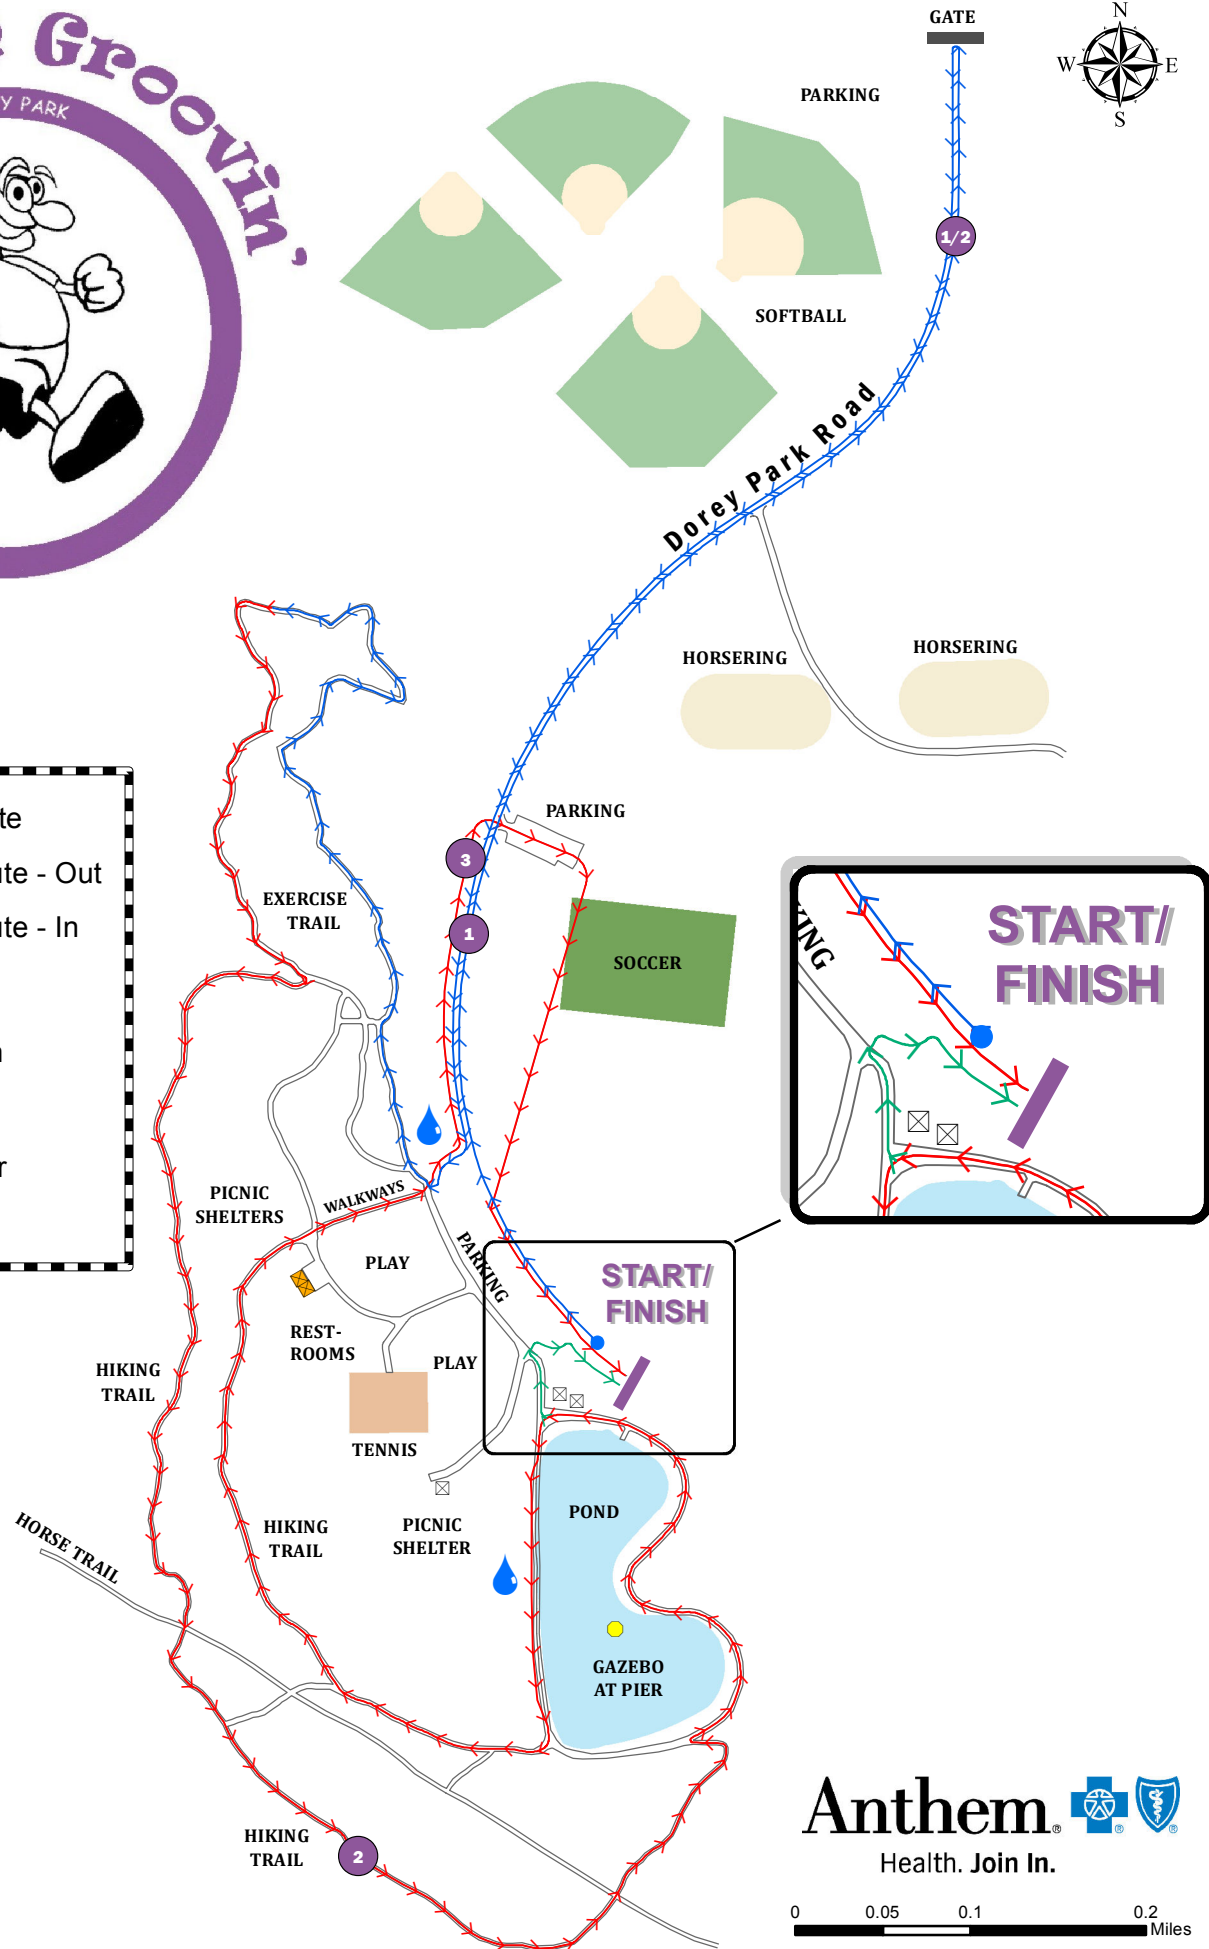 Groovin'
Y PARK
GATE
N
W
E
S
PARKING
1/2
SOFTBALL
Dorey Park Road
HORSERING
HORSERING
te
ute - Out
ute - In
PARKING
3
1
EXERCISE
TRAIL
SOCCER
KING
START/
FINISH
PICNIC
SHELTERS
WALKWAYS
PLAY
PARKING
START/
FINISH
REST-
ROOMS
PLAY
HIKING
TRAIL
TENNIS
POND
HORSE TRAIL
HIKING
TRAIL
PICNIC
SHELTER
GAZEBO
AT PIER
HIKING
TRAIL
2
Anthem
Health. Join In.
0 0.05 0.1 0.2
Miles